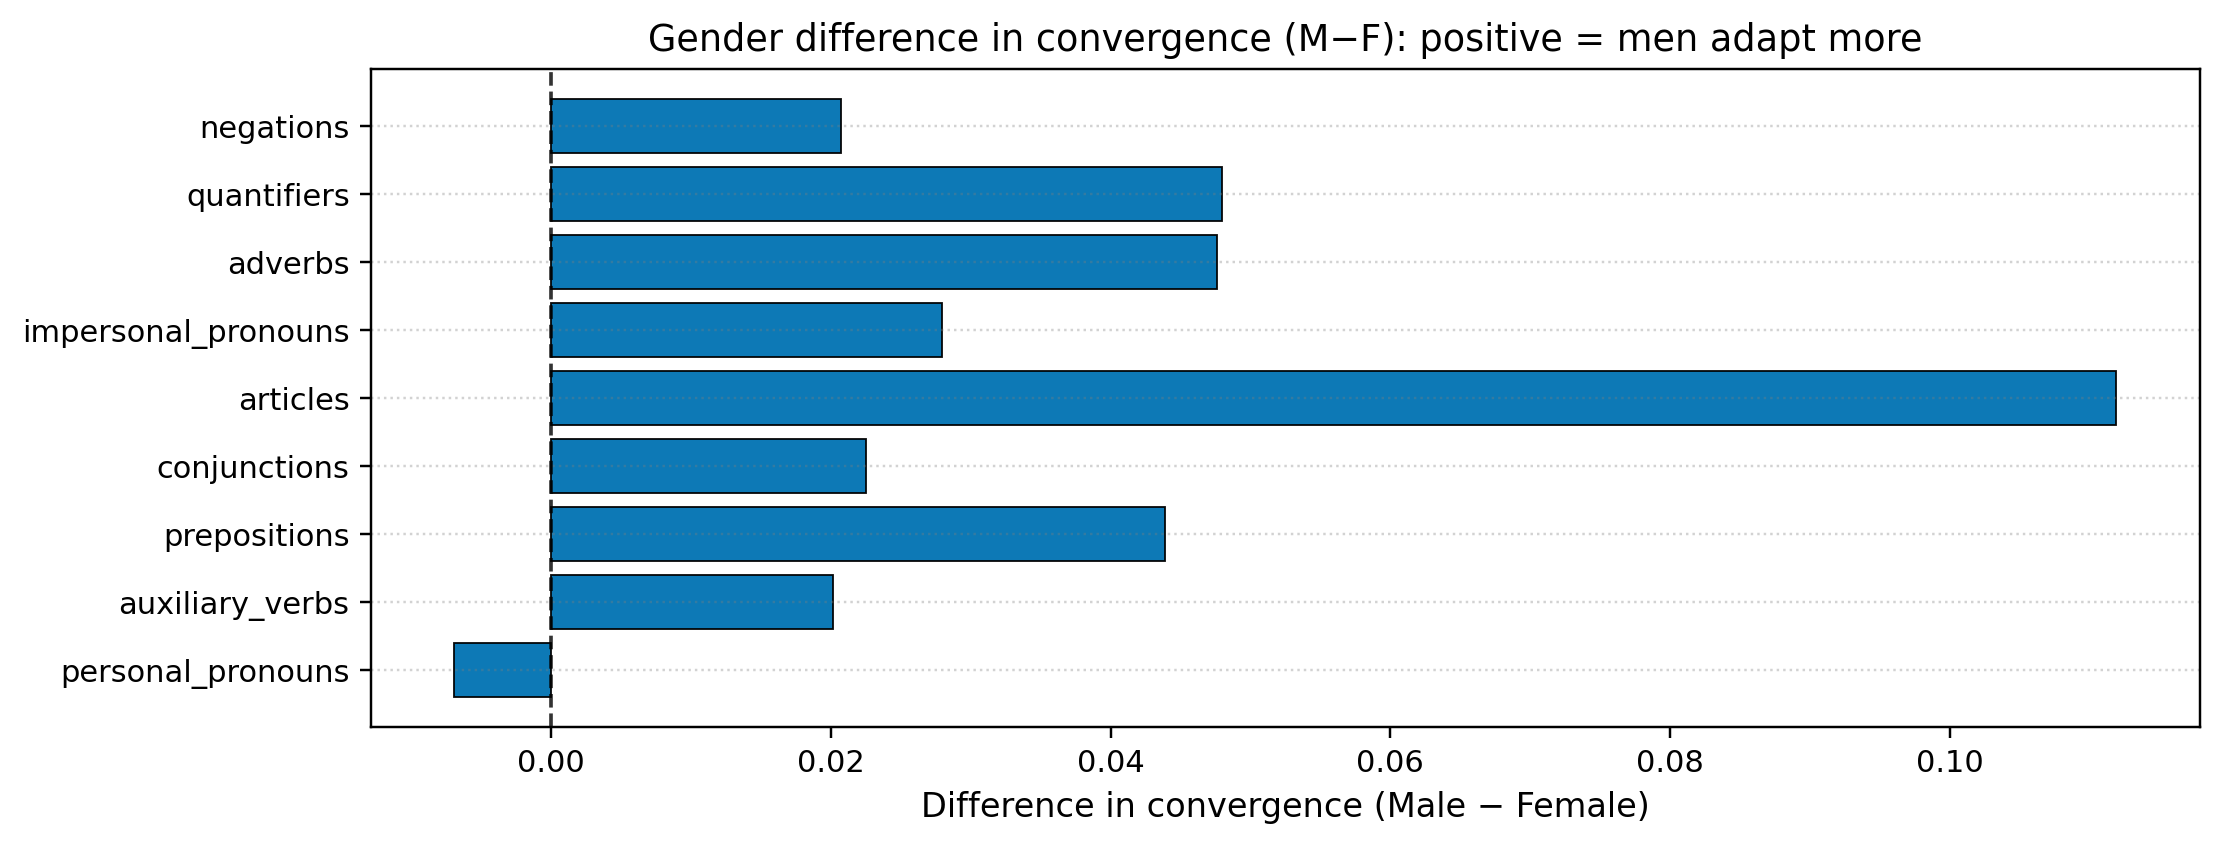 Gender difference in convergence (M−F): positive = men adapt more
negations
quantifiers
adverbs
impersonal_pronouns
articles
conjunctions
prepositions
auxiliary_verbs
personal_pronouns
0.00 0.02 0.04 0.06 0.08 0.10
Difference in convergence (Male − Female)